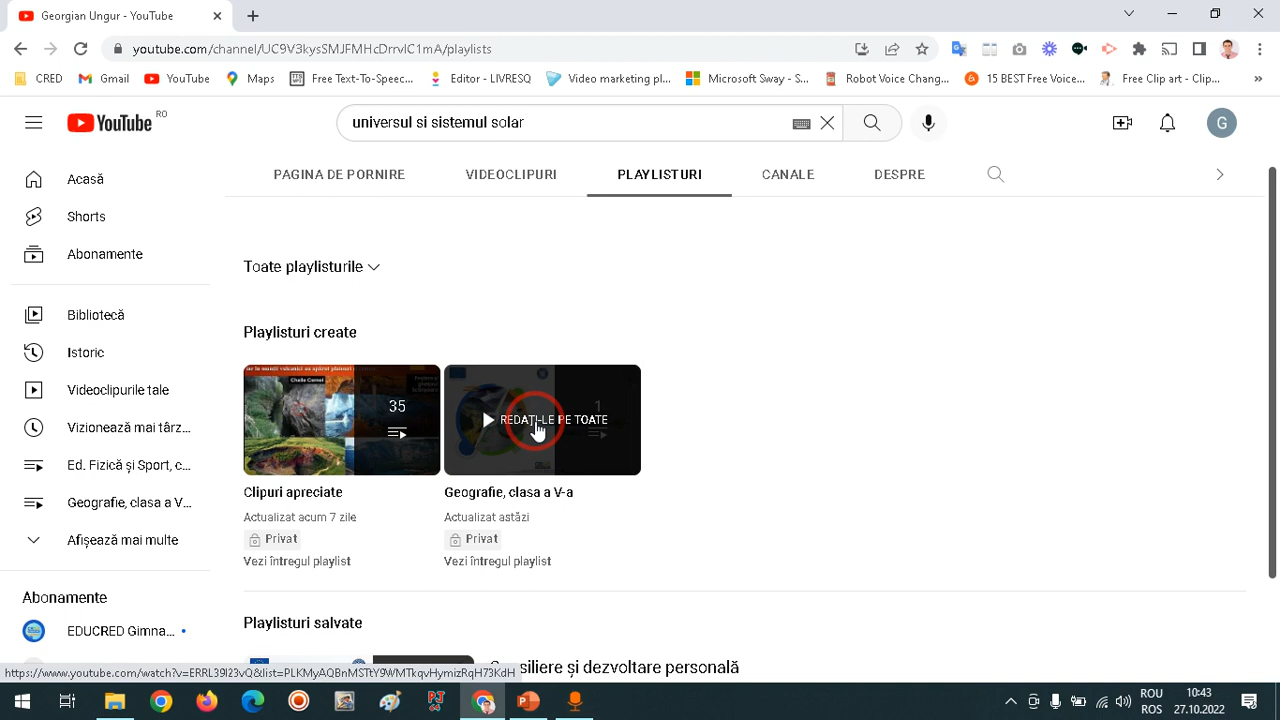 Georgian Ungur - YouTube
youtube.com/channel/UC9V3kysSMJFMHcDrrvIC1mA/playlists
CRED Gmail YouTube Maps Free Text-To-Speec... Editor - LIVRESQ Video marketing pl... Microsoft Sway - S... Robot Voice Chang... 15 BEST Free Voice... Free Clip art - Clip... »
YouTube RO
universul si sistemul solar
G
PAGINA DE PORNIRE VIDEOCLIPURI PLAYLISTURI CANALE DESPRE
Acasă
Shorts
Abonamente
Bibliotecă
Istoric
Videoclipurile tale
Vizionează mai târz...
Ed. Fizică și Sport, c...
Geografie, clasa a V...
Afișează mai multe
Abonamente
EDUCRED Gimna...
Toate playlisturile
Playlisturi create
Chaîle Cernei
35
REDAȚI-LE PE TOATE
1
Clipuri apreciate
Actualizat acum 7 zile
Privat
Vezi întregul playlist
Geografie, clasa a V-a
Actualizat astăzi
Privat
Vezi întregul playlist
Playlisturi salvate
siliere și dezvoltare personală
https://www.youtube.com/watch?v=ERRL39l23vQ&list=PLKMyAQBnMSTtY9WMTkqvHymizRqH73KdH
ROU
ROS
10:43
27.10.2022